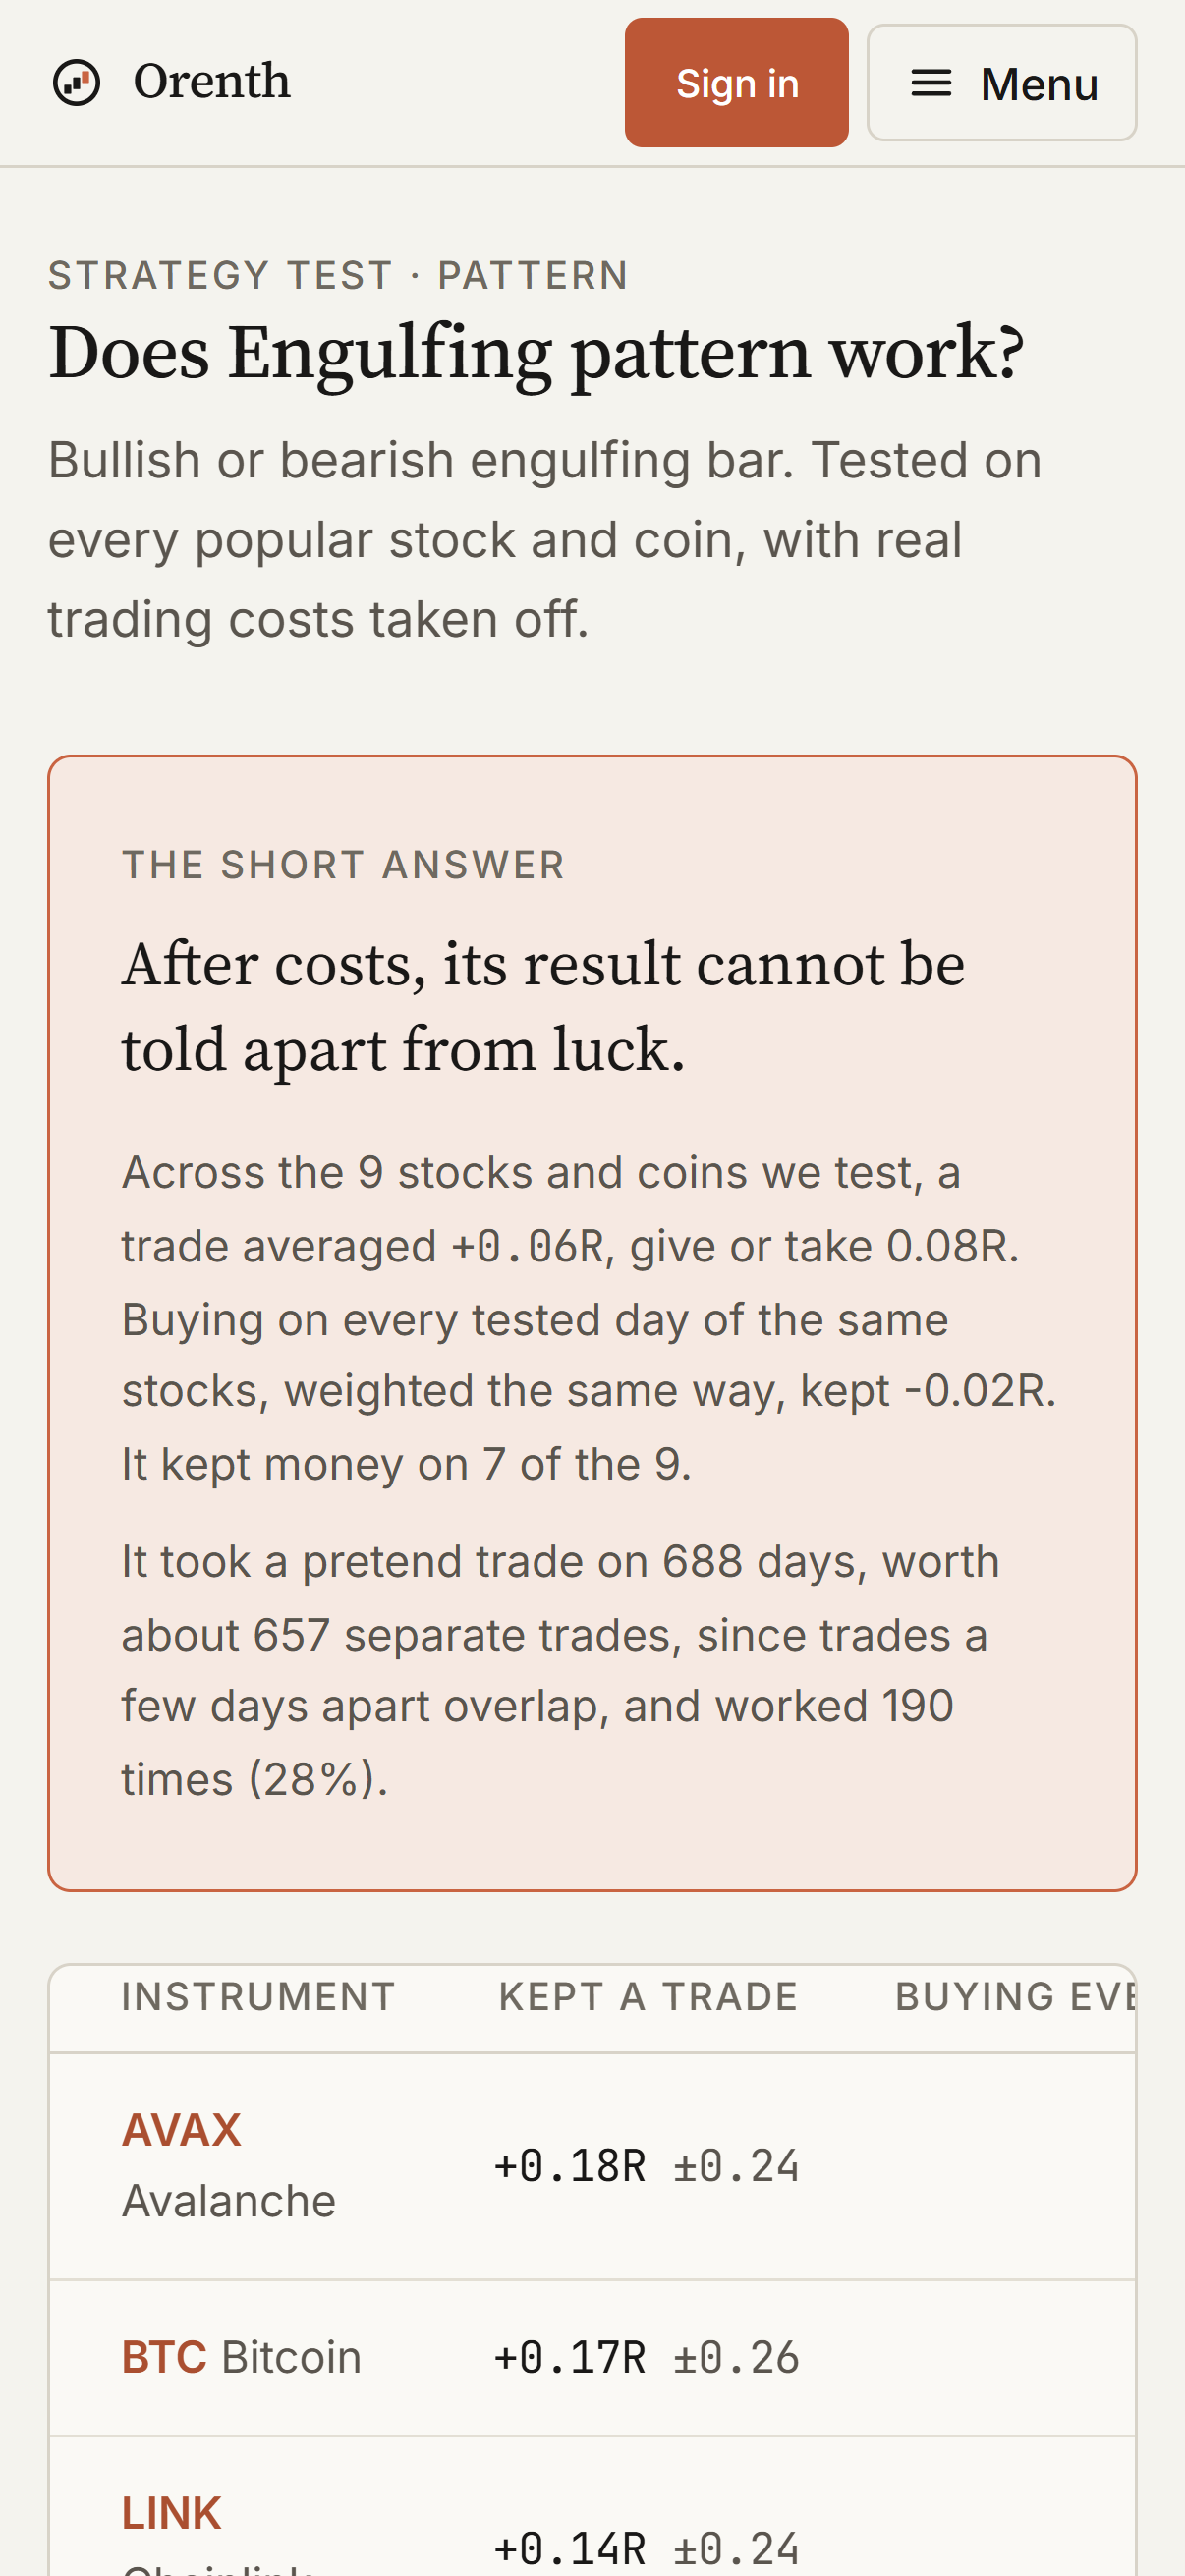 Orenth
Sign in
Menu
STRATEGY TEST · PATTERN
Does Engulfing pattern work?
Bullish or bearish engulfing bar. Tested on
every popular stock and coin, with real
trading costs taken off.
THE SHORT ANSWER
After costs, its result cannot be
told apart from luck.
Across the 9 stocks and coins we test, a
trade averaged +0.06R, give or take 0.08R.
Buying on every tested day of the same
stocks, weighted the same way, kept -0.02R.
It kept money on 7 of the 9.
It took a pretend trade on 688 days, worth
about 657 separate trades, since trades a
few days apart overlap, and worked 190
times (28%).
INSTRUMENT KEPT A TRADE BUYING
AVAX
Avalanche
+0.18R ±0.24
BTC Bitcoin +0.17R ±0.26
LINK
+0.14R ±0.24